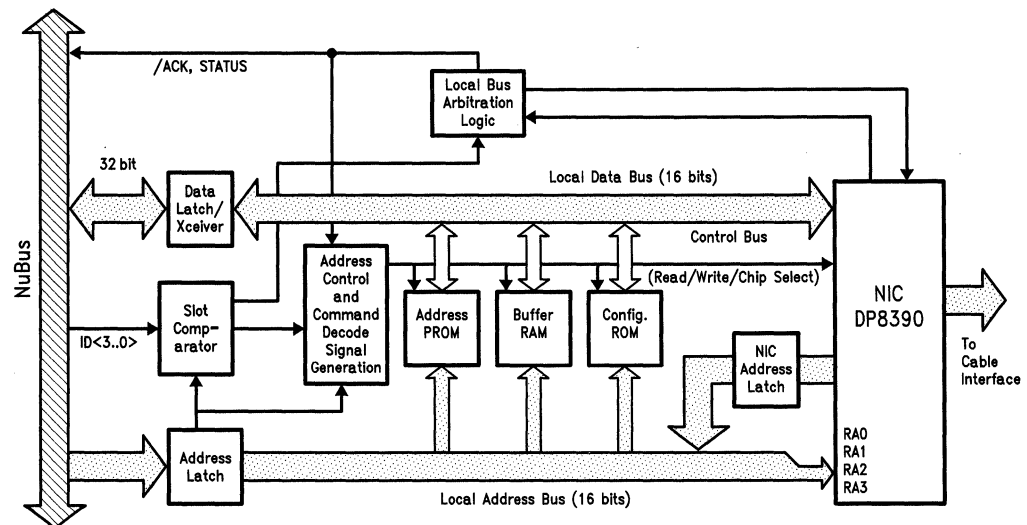 /ACK, STATUS
Local Bus
Arbitration
Logic
32 bit
Data
Latch/
Xceiver
Local Data Bus (16 bits)
Control Bus
(Read/Write/Chip Select)
NuBus
Address
Control
and
Command
Decode
Signal
Generation
Slot
Comp-
arator
ID<3..0>
Address
PROM
Buffer
RAM
Config.
ROM
NIC
DP8390
NIC
Address
Latch
To
Cable
Interface
RA0
RA1
RA2
RA3
Address
Latch
Local Address Bus (16 bits)